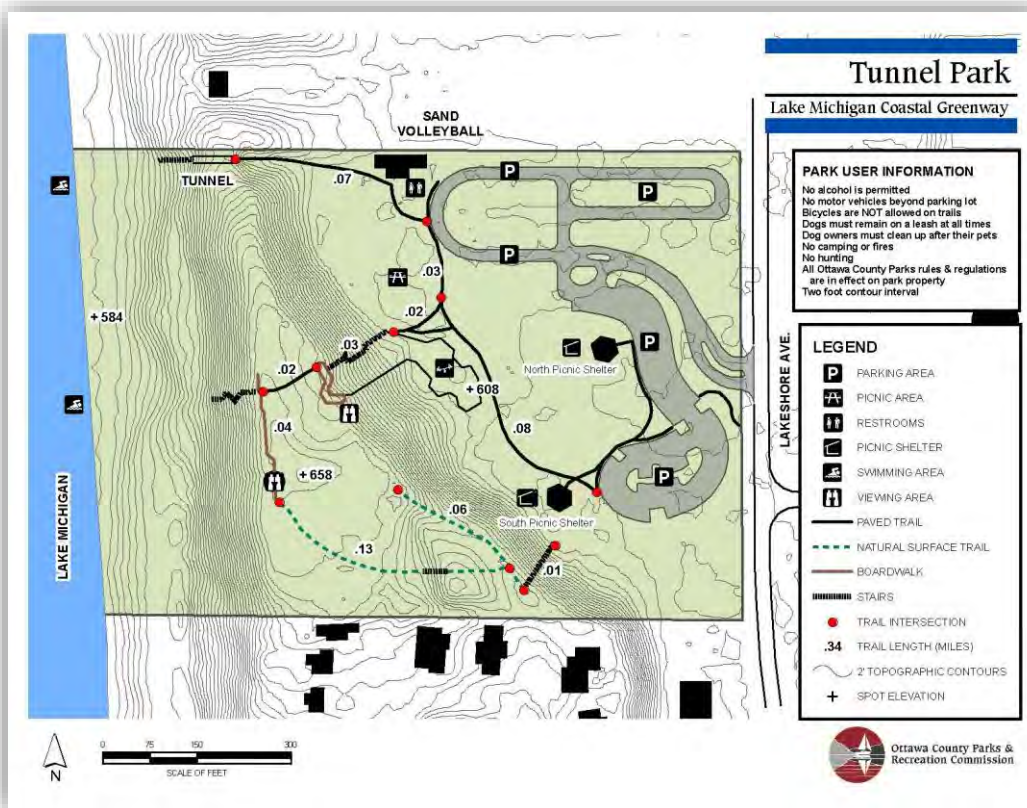 Tunnel Park
Lake Michigan Coastal Greenway
SAND
VOLLEYBALL
TUNNEL
.07
P
P
P
.03
.02
.03
.02
.04
+ 584
+ 608
+ 658
North Picnic Shelter
P
P
.08
.06
South Picnic Shelter
.13
.01
LAKE MICHIGAN
LAKESHORE AVE.
PARK USER INFORMATION
No alcohol is permitted
No motor vehicles beyond parking lot
Bicycles are NOT allowed on trails
Dogs must remain on a leash at all times
Dog owners must clean up after their pets
No camping or fires
No hunting
All Ottawa County Parks rules & regulations
are in effect on park property
Two foot contour interval
LEGEND
P PARKING AREA
PICNIC AREA
RESTROOMS
PICNIC SHELTER
SWIMMING AREA
VIEWING AREA
PAVED TRAIL
NATURAL SURFACE TRAIL
BOARDWALK
STAIRS
TRAIL INTERSECTION
.34 TRAIL LENGTH (MILES)
2' TOPOGRAPHIC CONTOURS
+ SPOT ELEVATION
N
0 75 150 300
SCALE OF FEET
Ottawa County Parks &
Recreation Commission